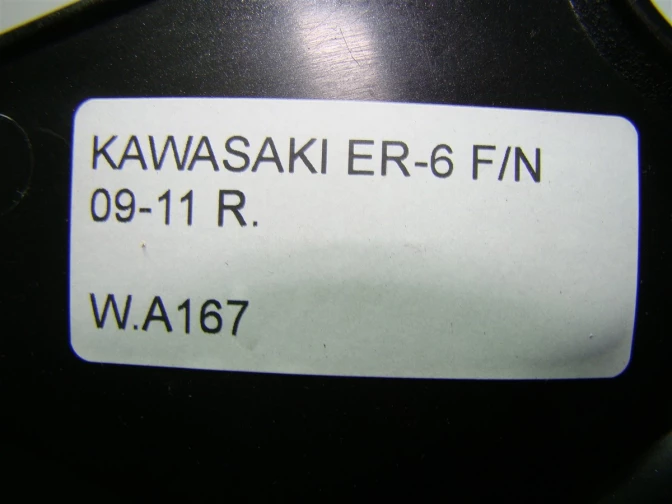 KAWASAKI ER-6 F/N
09-11 R.
W.A167